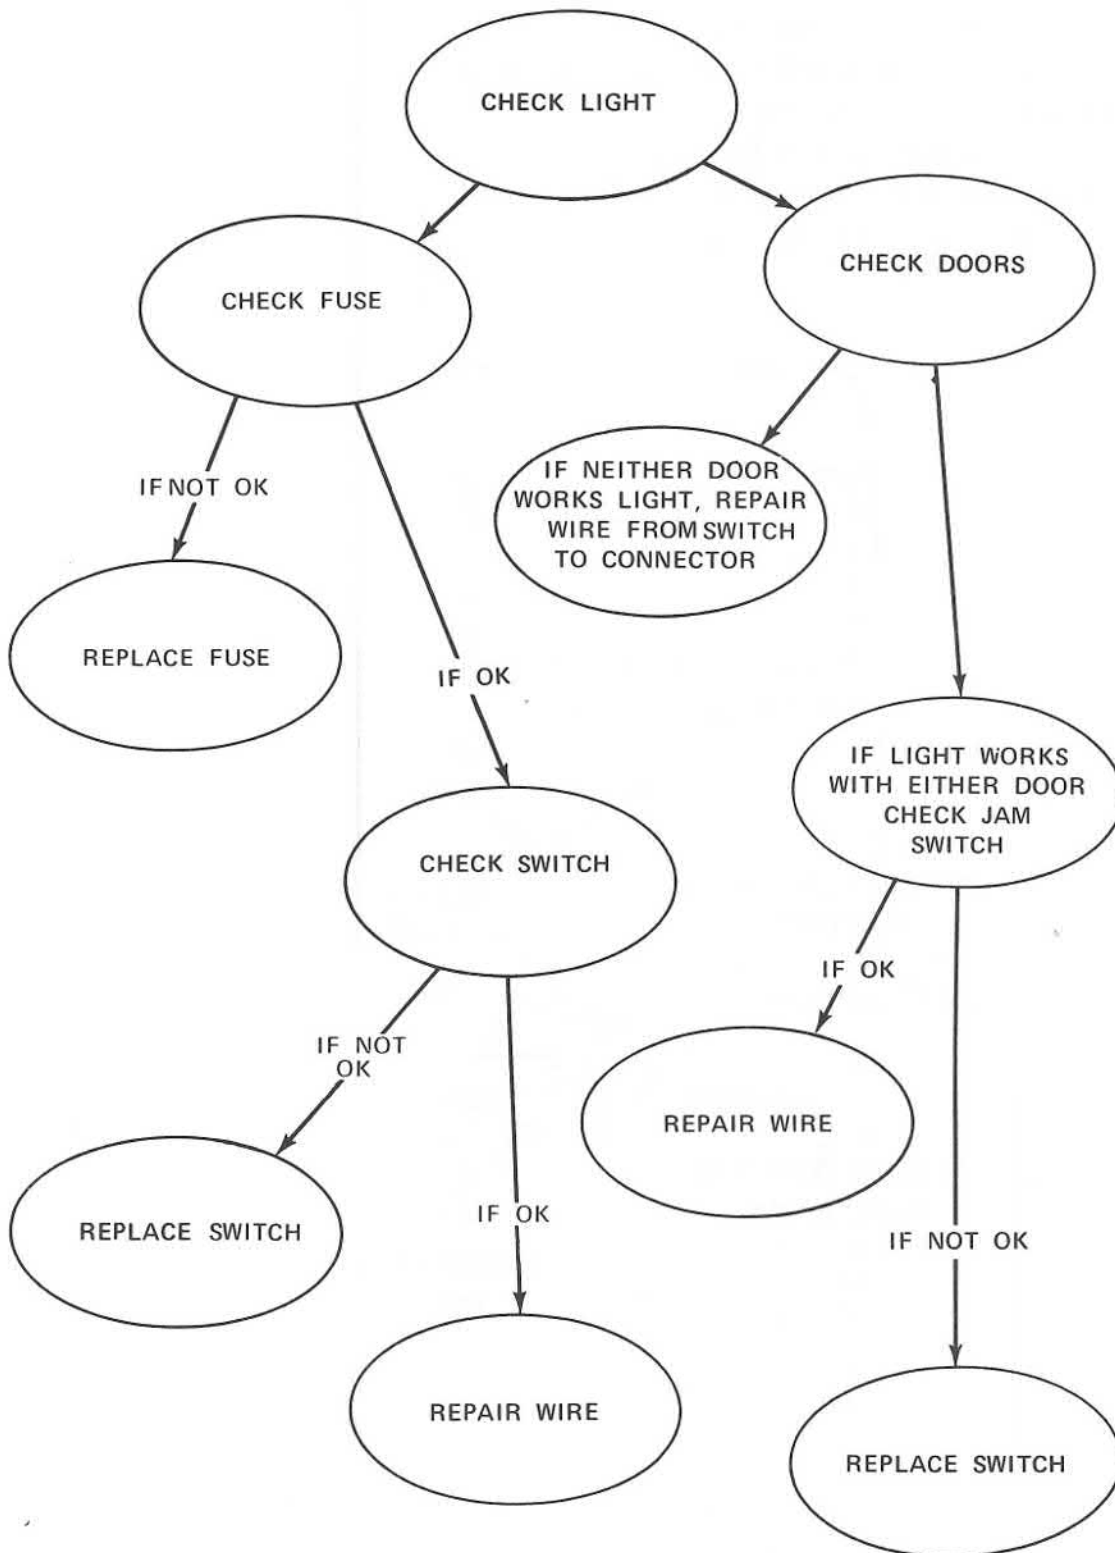 CHECK LIGHT
CHECK DOORS
CHECK FUSE
IF NEITHER DOOR
WORKS LIGHT, REPAIR
WIRE FROM SWITCH
TO CONNECTOR
IF NOT OK
REPLACE FUSE
IF OK
IF LIGHT WORKS
WITH EITHER DOOR
CHECK JAM
SWITCH
CHECK SWITCH
IF OK
IF NOT
OK
REPAIR WIRE
REPLACE SWITCH
IF OK
IF NOT OK
REPAIR WIRE
REPLACE SWITCH